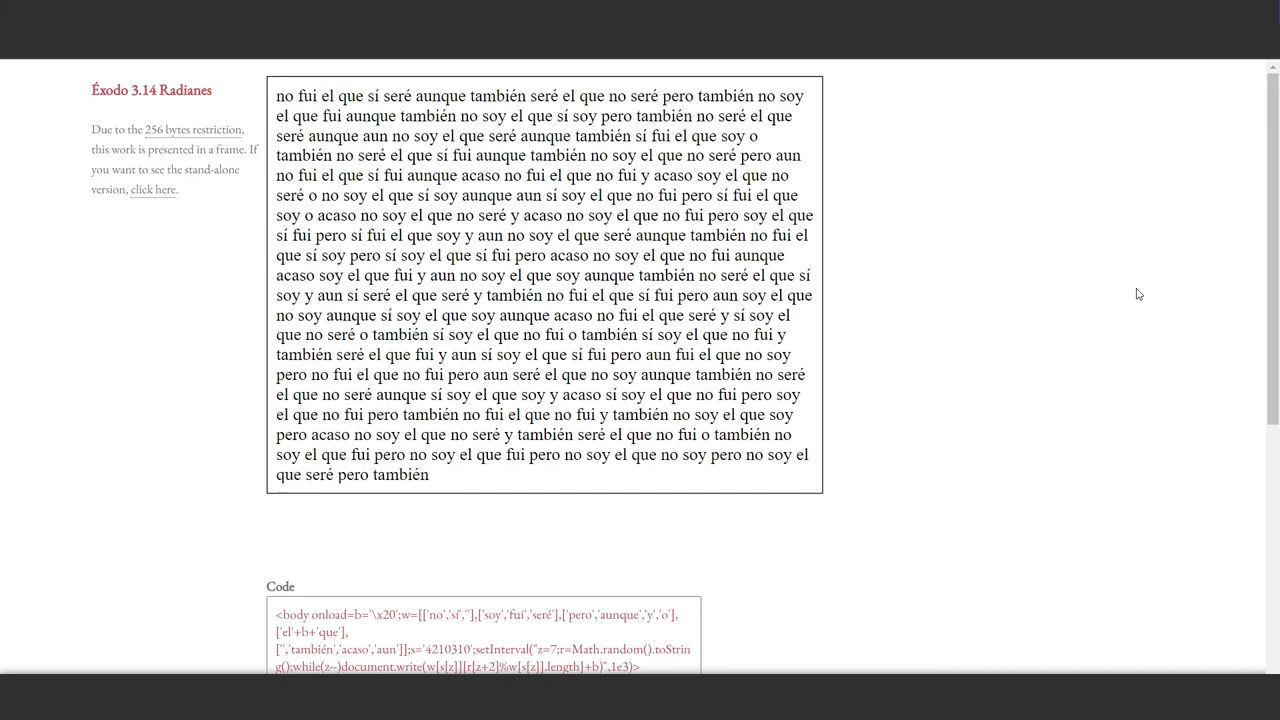 Éxodo 3.14 Radianes
Due to the 256 bytes restriction,
this work is presented in a frame. If
you want to see the stand-alone
version, click here.
no fui el que sí seré aunque también seré el que no seré pero también no soy
el que fui aunque también no soy el que sí soy pero también no seré el que
seré aunque aun no soy el que seré aunque también sí fui el que soy o
también no seré el que sí fui aunque también no soy el que no seré pero aun
no fui el que sí fui aunque acaso no fui el que no fui y acaso soy el que no
seré o no soy el que sí soy aunque aun sí soy el que no fui pero sí fui el que
soy o acaso no soy el que no seré y acaso no soy el que no fui pero soy el que
sí fui pero sí fui el que soy y aun no soy el que seré aunque también no fui el
que sí soy pero sí soy el que sí fui pero acaso no soy el que no fui aunque
acaso soy el que fui y aun no soy el que soy aunque también no seré el que sí
soy y aun sí seré el que seré y también no fui el que sí fui pero aun soy el que
no soy aunque sí soy el que soy aunque acaso no fui el que seré y sí soy el
que no seré o también sí soy el que no fui o también sí soy el que no fui y
también seré el que fui y aun sí soy el que sí fui pero aun fui el que no soy
pero no fui el que no fui pero aun seré el que no soy aunque también no seré
el que no seré aunque sí soy el que soy y acaso sí soy el que no fui pero soy
el que no fui pero también no fui el que no fui y también no soy el que soy
pero acaso no soy el que no seré y también seré el que no fui o también no
soy el que fui pero no soy el que fui pero no soy el que no soy pero no soy el
que seré pero también
Code
<body onload=b='\x20';w=[['no','sí',''],['soy','fui','seré'],['pero','aunque','y','o'],
['el'+b+'que'],
['','también','acaso','aun']];s='4210310';setInterval("z=7;r=Math.random().toStrin
g();while(z--)document.write(w[s[z]][r[z+2]%w[s[z]].length]+b)",1e3)>